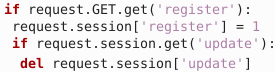 if request.GET.get('register'):
 request.session['register'] = 1
 if request.session.get('update'):
  del request.session['update']